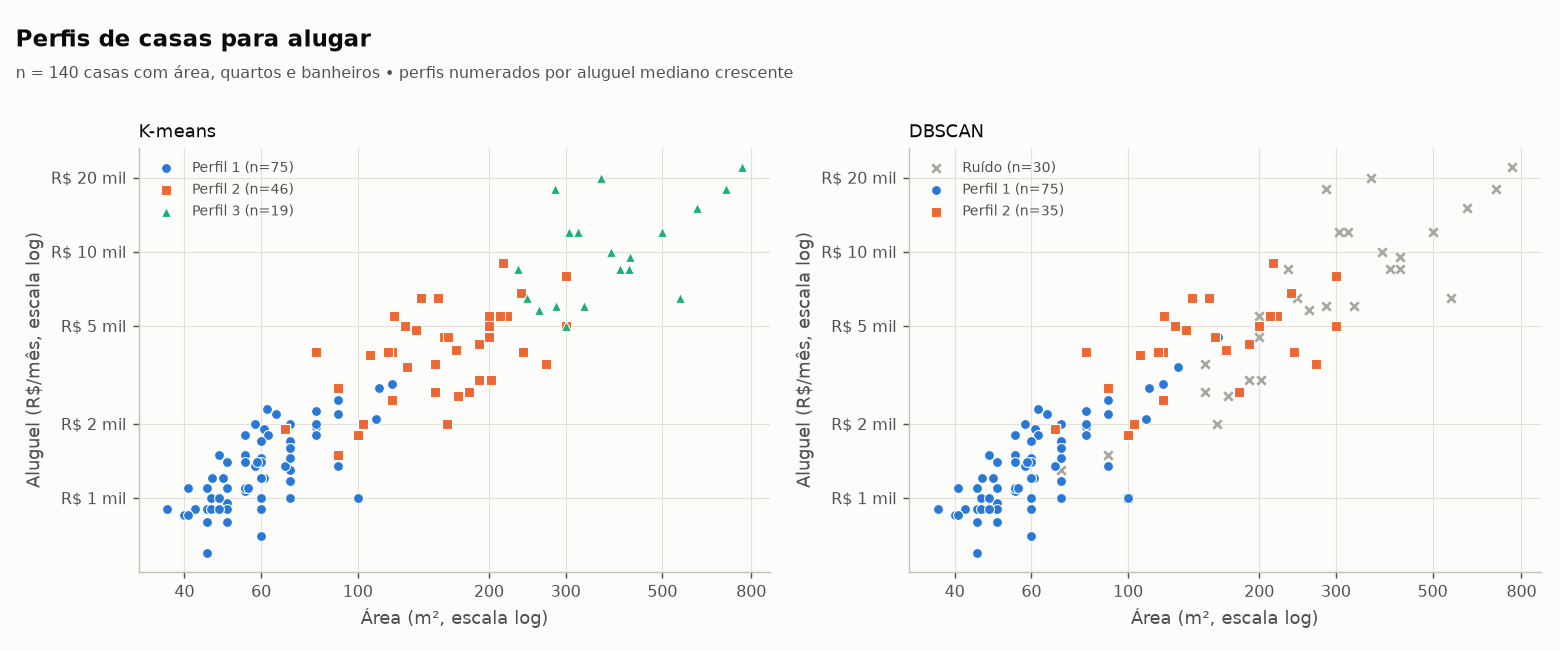 Perfis de casas para alugar
n = 140 casas com área, quartos e banheiros • perfis numerados por aluguel mediano crescente
K-means
Perfil 1 (n=75)
Perfil 2 (n=46)
Perfil 3 (n=19)
R$ 20 mil
R$ 10 mil
R$ 5 mil
R$ 2 mil
R$ 1 mil
Aluguel (R$/mês, escala log)
40 60 100 200 300 500 800
Área (m², escala log)
DBSCAN
Ruído (n=30)
Perfil 1 (n=75)
Perfil 2 (n=35)
R$ 20 mil
R$ 10 mil
R$ 5 mil
R$ 2 mil
R$ 1 mil
Aluguel (R$/mês, escala log)
40 60 100 200 300 500 800
Área (m², escala log)